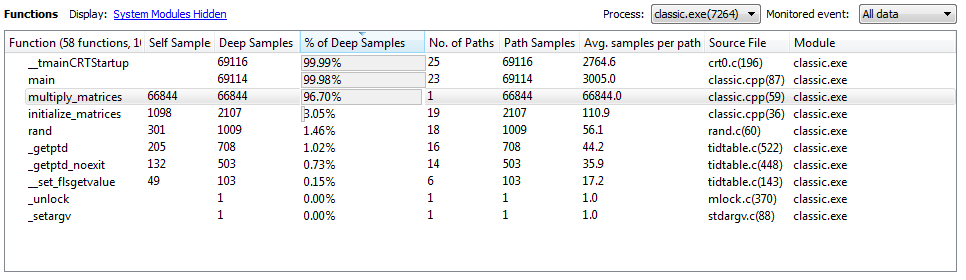 Functions Display: System Modules Hidden Process: classic.exe(7264) Monitored event: All data
Function (58 functions, 10 Self Sample Deep Samples % of Deep Samples No. of Paths Path Samples Avg. samples per path Source File Module
__tmainCRTStartup 69116 99.99% 25 69116 2764.6 crt0.c(196) classic.exe
main 69114 99.98% 23 69114 3005.0 classic.cpp(87) classic.exe
multiply_matrices 66844 66844 96.70% 1 66844 66844.0 classic.cpp(59) classic.exe
initialize_matrices 1098 2107 3.05% 19 2107 110.9 classic.cpp(36) classic.exe
rand 301 1009 1.46% 18 1009 56.1 rand.c(60) classic.exe
_getptd 205 708 1.02% 16 708 44.2 tidtable.c(522) classic.exe
_getptd_noexit 132 503 0.73% 14 503 35.9 tidtable.c(448) classic.exe
__set_flsgetvalue 49 103 0.15% 6 103 17.2 tidtable.c(143) classic.exe
_unlock 1 0.00% 1 1 1.0 mlock.c(370) classic.exe
_setargv 1 0.00% 1 1 1.0 stdargv.c(88) classic.exe